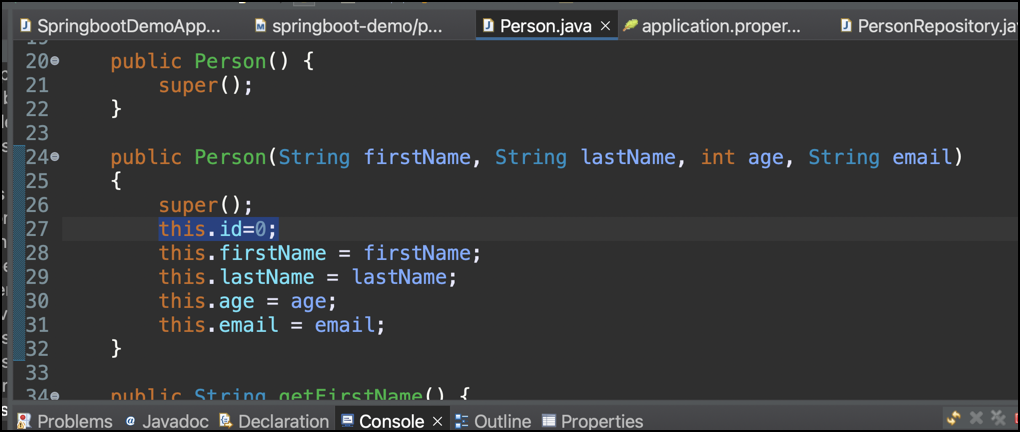 SpringbootDemoApp...
springboot-demo/p...
Person.java
application.proper...
PersonRepository.ja
20 public Person() {
21 super();
22 }
23
24 public Person(String firstName, String lastName, int age, String email)
25 {
26 super();
27 this.id=0;
28 this.firstName = firstName;
29 this.lastName = lastName;
30 this.age = age;
31 this.email = email;
32 }
33
34 public String getFirstName() {
Problems @ Javadoc Declaration Console Outline Properties